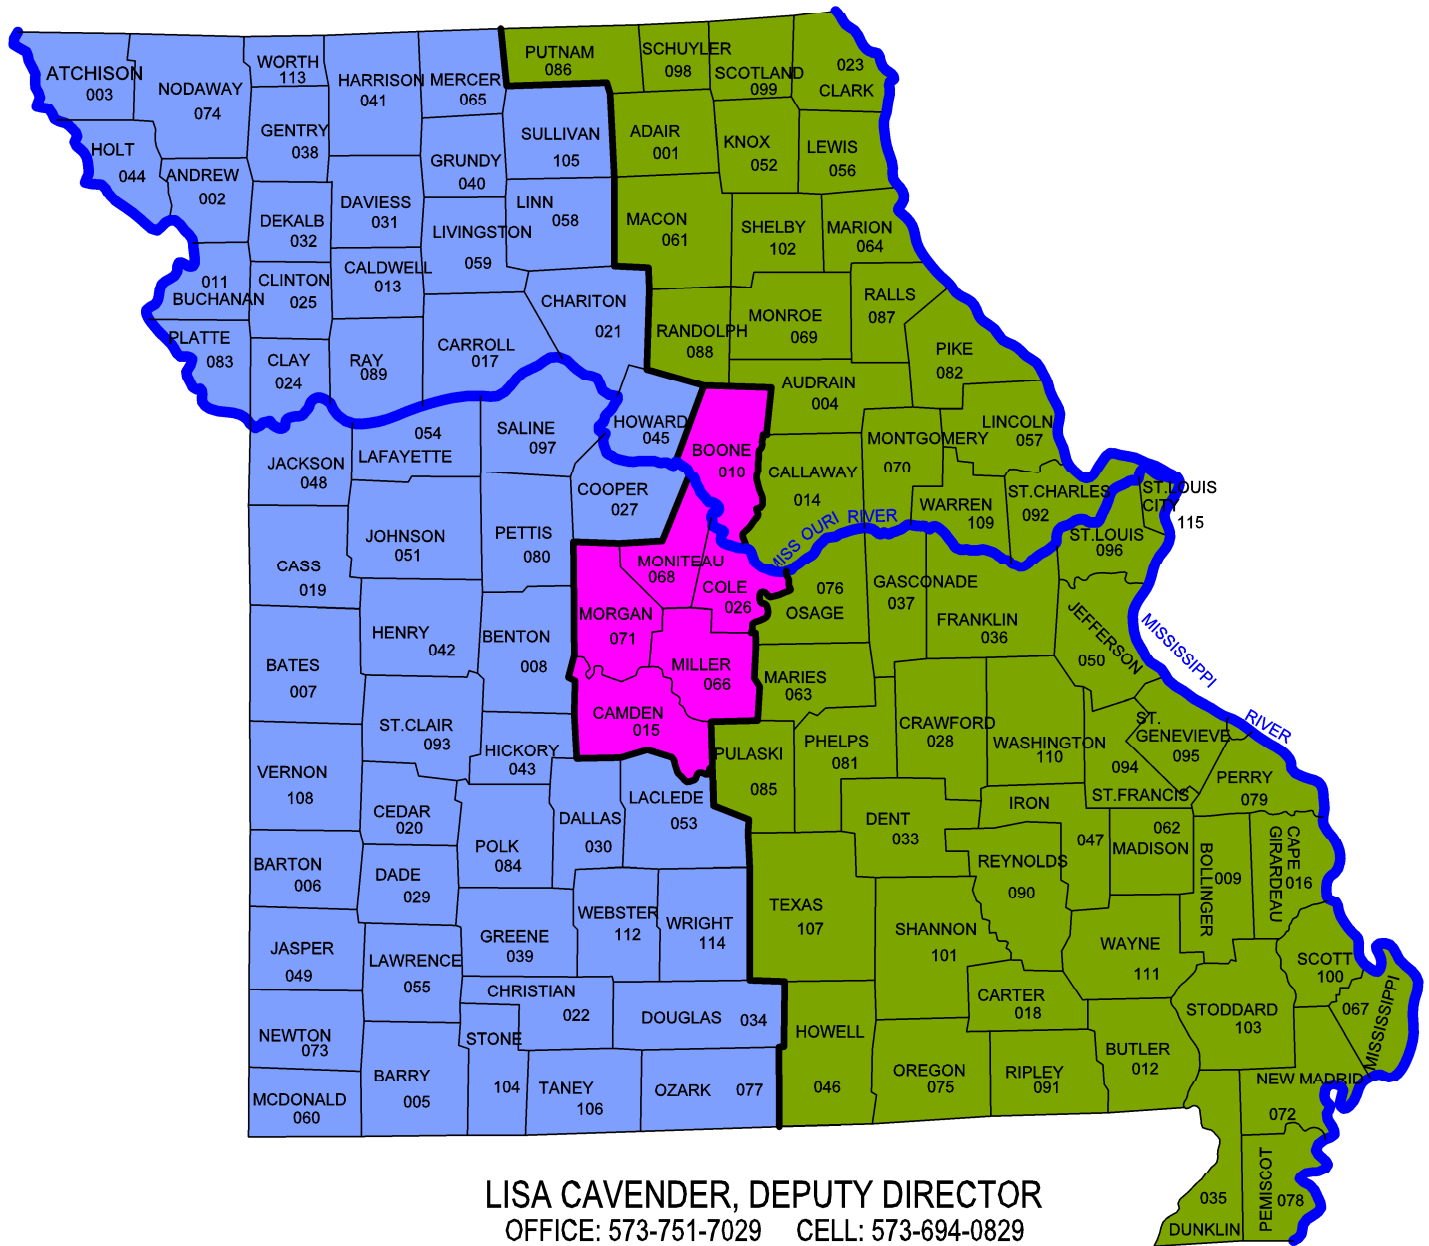 ATCHISON
003
NODAWAY
074
WORTH
113
HARRISON
041
MERCER
065
PUTNAM
086
SCHUYLER
098
SCOTLAND
099
023
CLARK
HOLT
044
ANDREW
002
GENTRY
038
GRUNDY
040
SULLIVAN
105
ADAIR
001
KNOX
052
LEWIS
056
DEKALB
032
DAVIESS
031
LIVINGSTON
059
LINN
058
MACON
061
SHELBY
102
MARION
064
011
BUCHANAN
CLINTON
025
CALDWELL
013
CHARITON
021
RANDOLPH
088
MONROE
069
RALLS
087
PLATTE
083
CLAY
024
RAY
089
CARROLL
017
PIKE
082
AUDRAIN
004
HOWARD
045
BOONE
010
LINCOLN
057
MONTGOMERY
070
CALLAWAY
014
WARREN
109
ST.CHARLES
092
ST.LOUIS
CITY
115
ST.LOUIS
096
JACKSON
048
054
LAFAYETTE
SALINE
097
COOPER
027
JOHNSON
051
PETTIS
080
MISS OURI RIVER
CASS
019
MONITEAU
068
COLE
026
076
OSAGE
GASCONADE
037
FRANKLIN
036
JEFFERSON
050
MISSISSIPPI
RIVER
BATES
007
HENRY
042
BENTON
008
MORGAN
071
MILLER
066
MARIES
063
CAMDEN
015
ST.CLAIR
093
HICKORY
043
PULASKI
085
PHELPS
081
CRAWFORD
028
WASHINGTON
110
ST.
GENEVIEVE
095
094
ST.FRANCIS
PERRY
079
VERNON
108
CEDAR
020
POLK
084
DALLAS
030
LACLEDE
053
DENT
033
IRON
047
062
MADISON
REYNOLDS
090
BOLLINGER
009
CAPE
GIRARDEAU
016
BARTON
006
DADE
029
WEBSTER
112
WRIGHT
114
TEXAS
107
SHANNON
101
WAYNE
111
SCOTT
100
JASPER
049
LAWRENCE
055
GREENE
039
CHRISTIAN
022
DOUGLAS
034
HOWELL
046
CARTER
018
STODDARD
103
067
MISSISSIPPI
NEWTON
073
STONE
104
BARRY
005
TANEY
106
OZARK
077
OREGON
075
RIPLEY
091
BUTLER
012
NEW MADRID
072
MCDONALD
060
PEMISCOT
078
035
DUNKLIN
LISA CAVENDER, DEPUTY DIRECTOR
OFFICE: 573-751-7029 CELL: 573-694-0829